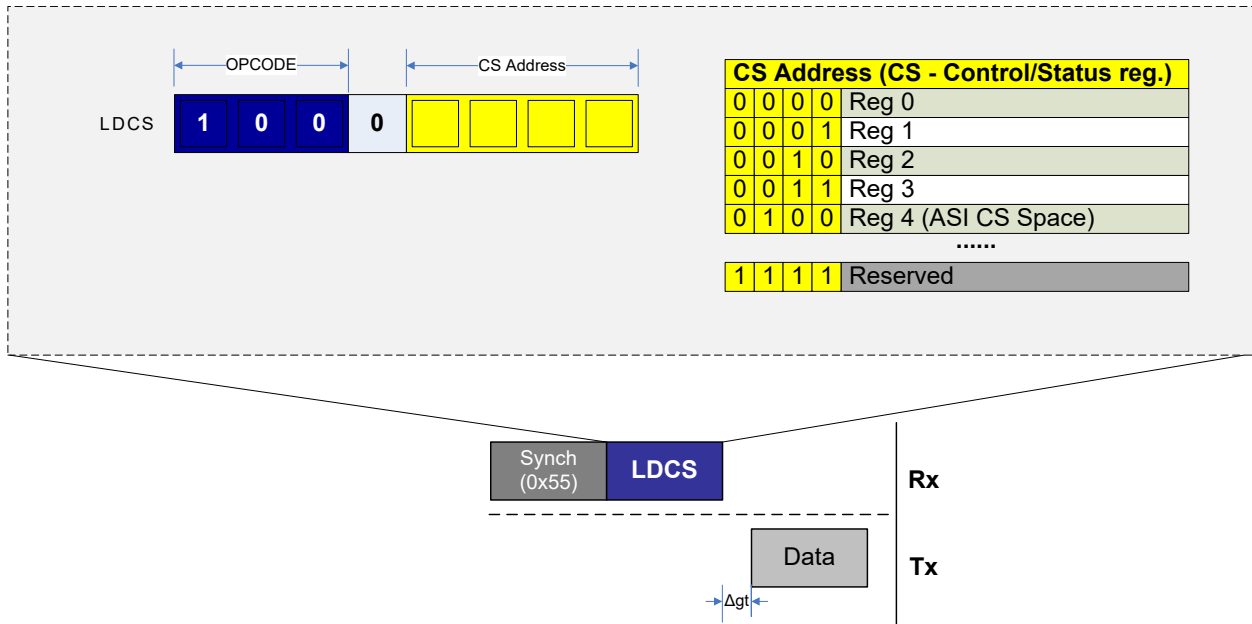 OPCODE
CS Address
LDCS
1 0 0 0
CS Address (CS - Control/Status reg.)
0 0 0 0 Reg 0
0 0 0 1 Reg 1
0 0 1 0 Reg 2
0 0 1 1 Reg 3
0 1 0 0 Reg 4 (ASI CS Space)
......
1 1 1 1 Reserved
Synch
(0x55)
LDCS
Rx
Data
Tx
Δgt